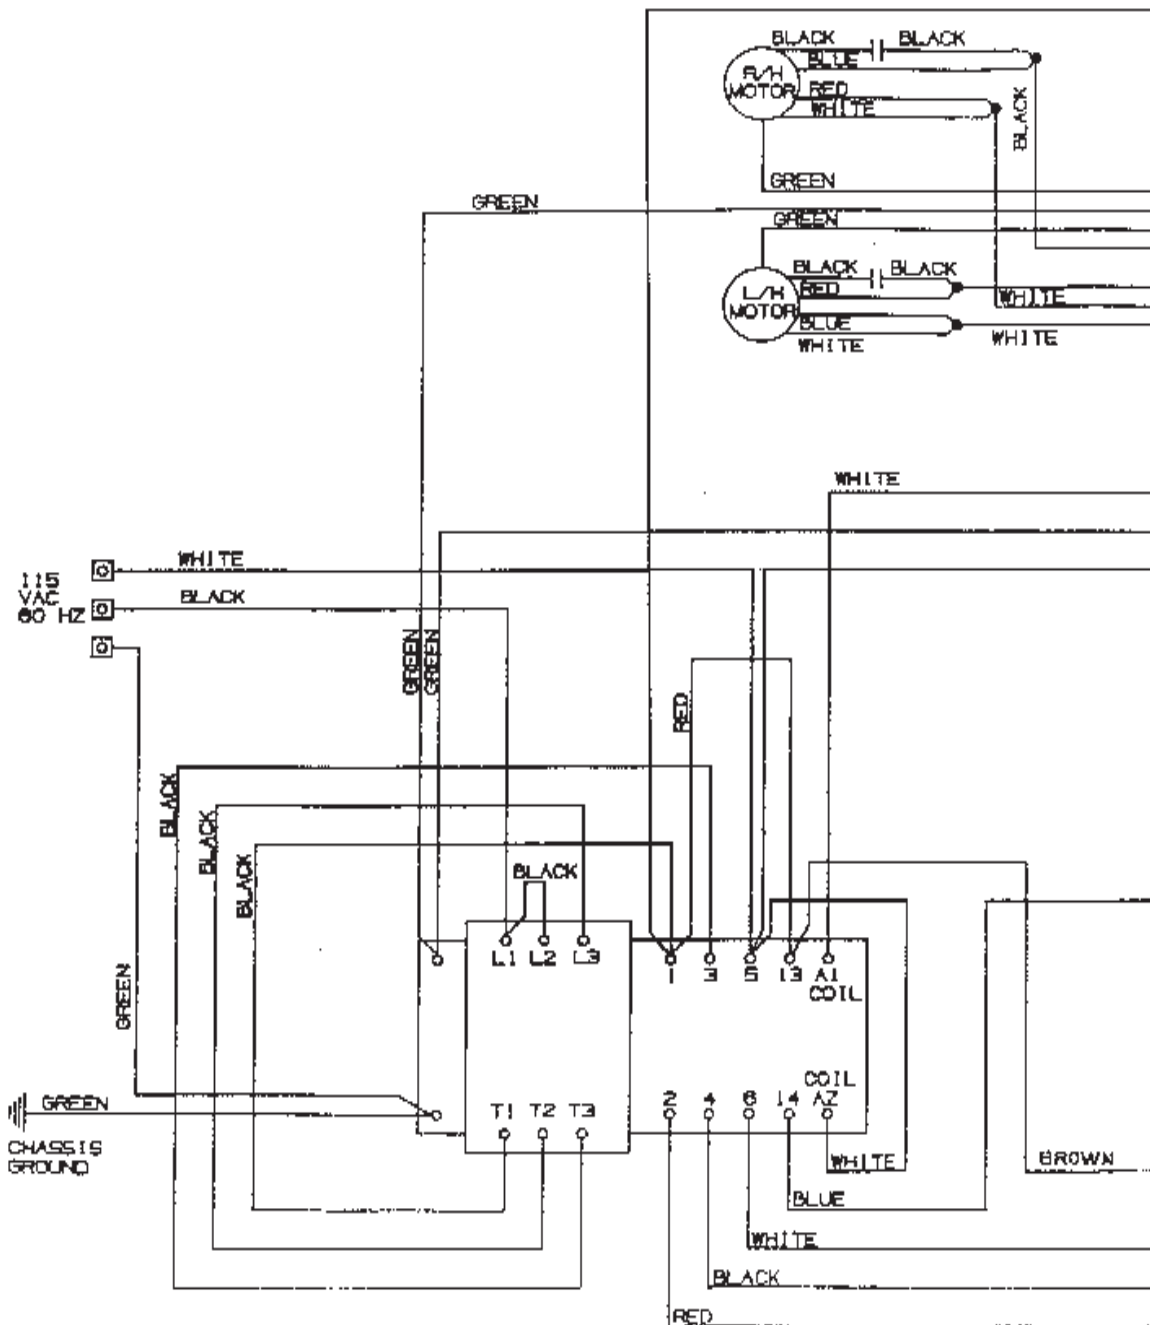 BLACK BLACK
BLUE
R/H
MOTOR
RED
WHITE
BLACK
GREEN
GREEN
GREEN
BLACK BLACK
L/H
MOTOR
RED
WHITE
BLUE
WHITE
WHITE
WHITE
115
VAC
60 HZ
WHITE
BLACK
GREEN
GREEN
RED
BLACK
BLACK
BLACK
BLACK
L1 L2 L3
1 3 5 13 A1
COIL
GREEN
COIL
2 4 6 14 A2
GREEN
T1 T2 T3
CHASSIS
GROUND
WHITE
BROWN
BLUE
WHITE
BLACK
RED